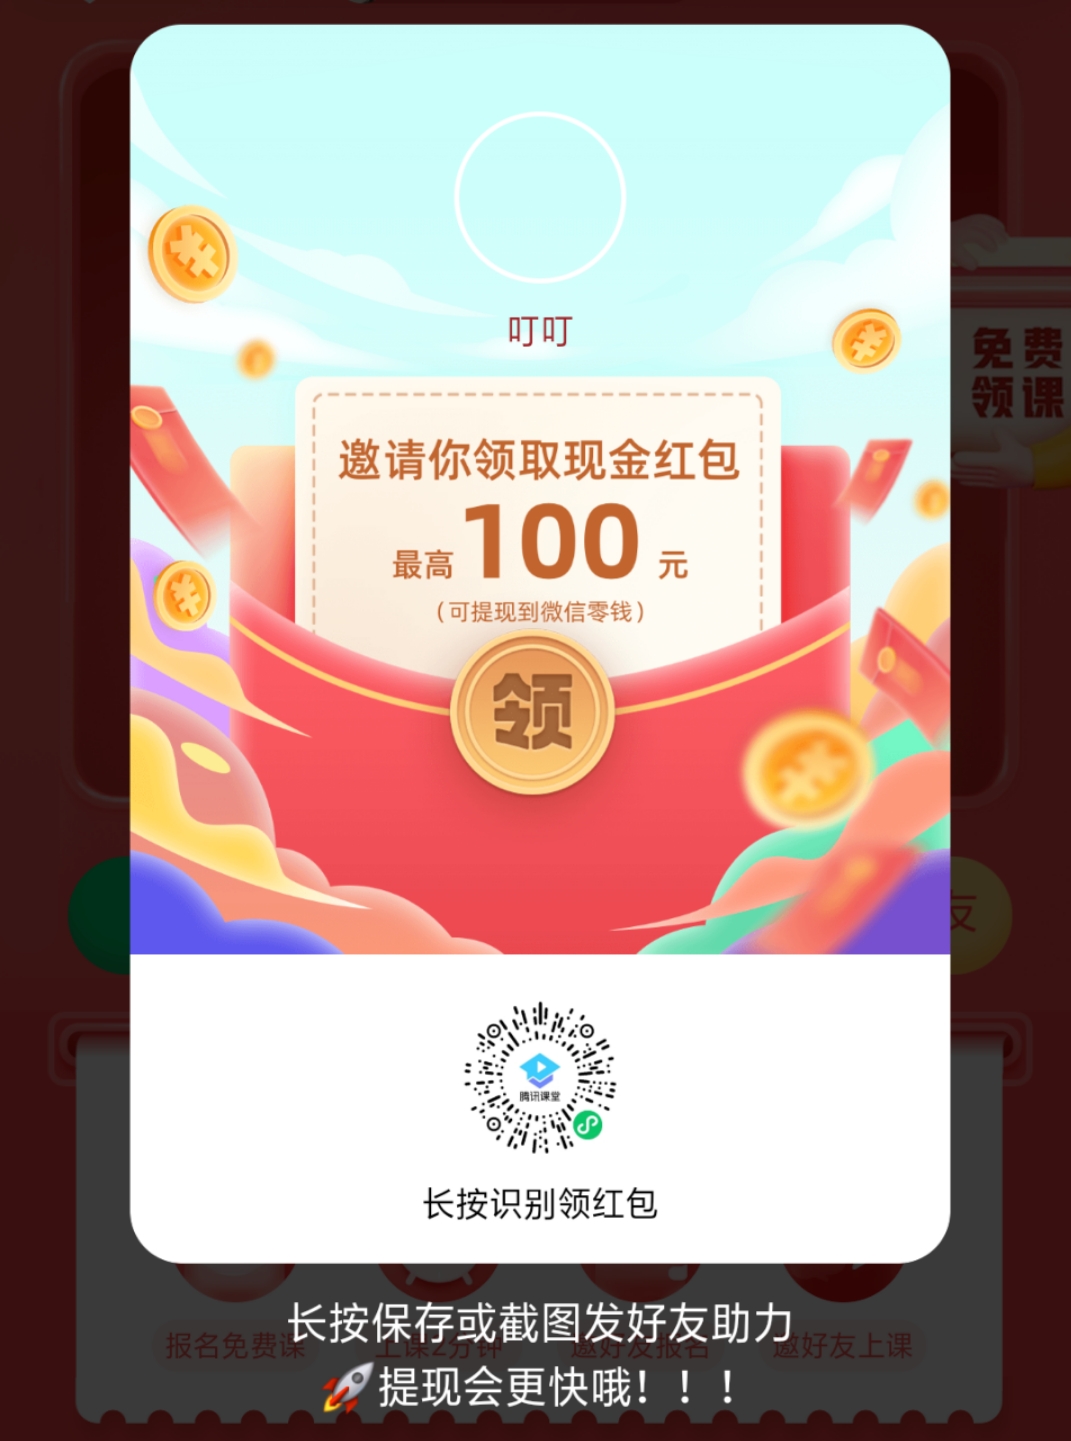 叮叮
免费
领课
邀请你领取现金红包
最高100元
(可提现到微信零钱)
领
友
腾讯课堂
长按识别领红包
长按保存或截图发好友助力
报名免费课
上课2分钟
邀好友报名
邀好友上课
🚀提现会更快哦！！！